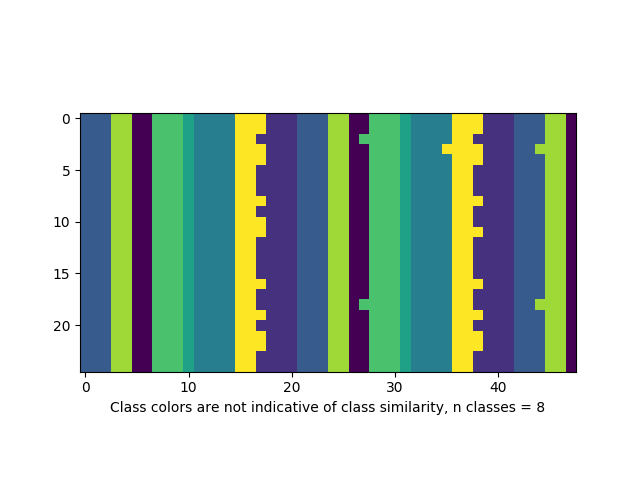 0
5
10
15
20
0 10 20 30 40
Class colors are not indicative of class similarity, n classes = 8